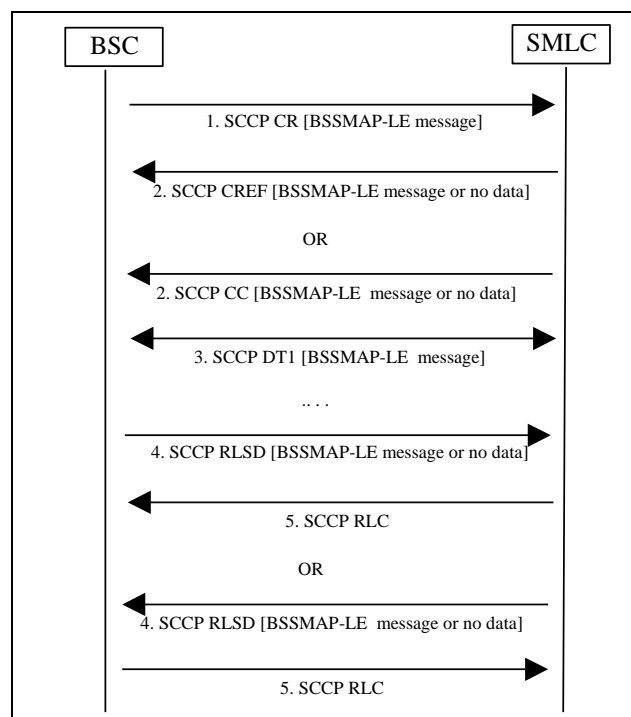 BSC
SMLC
1. SCCP CR [BSSMAP-LE message]
2. SCCP CREF [BSSMAP-LE message or no data]
OR
2. SCCP CC [BSSMAP-LE  message or no data]
3. SCCP DT1 [BSSMAP-LE  message]
.. . .
4. SCCP RLSD [BSSMAP-LE message or no data]
5. SCCP RLC
OR
4. SCCP RLSD [BSSMAP-LE  message or no data]
5. SCCP RLC